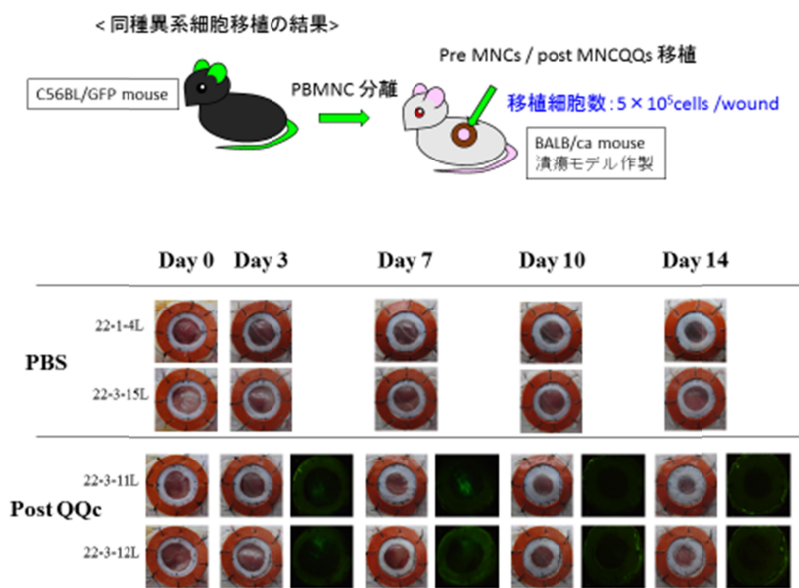 <同種異系細胞移植の結果>
C56BL/GFP mouse
PBMNC 分離
Pre MNCs / post MNCQQs 移植
移植細胞数:5×10⁵cells /wound
BALB/ca mouse
潰瘍モデル作製
Day 0 Day 3 Day 7 Day 10 Day 14
PBS
22-1-4L
22-3-15L
Post QQc
22-3-11L
22-3-12L